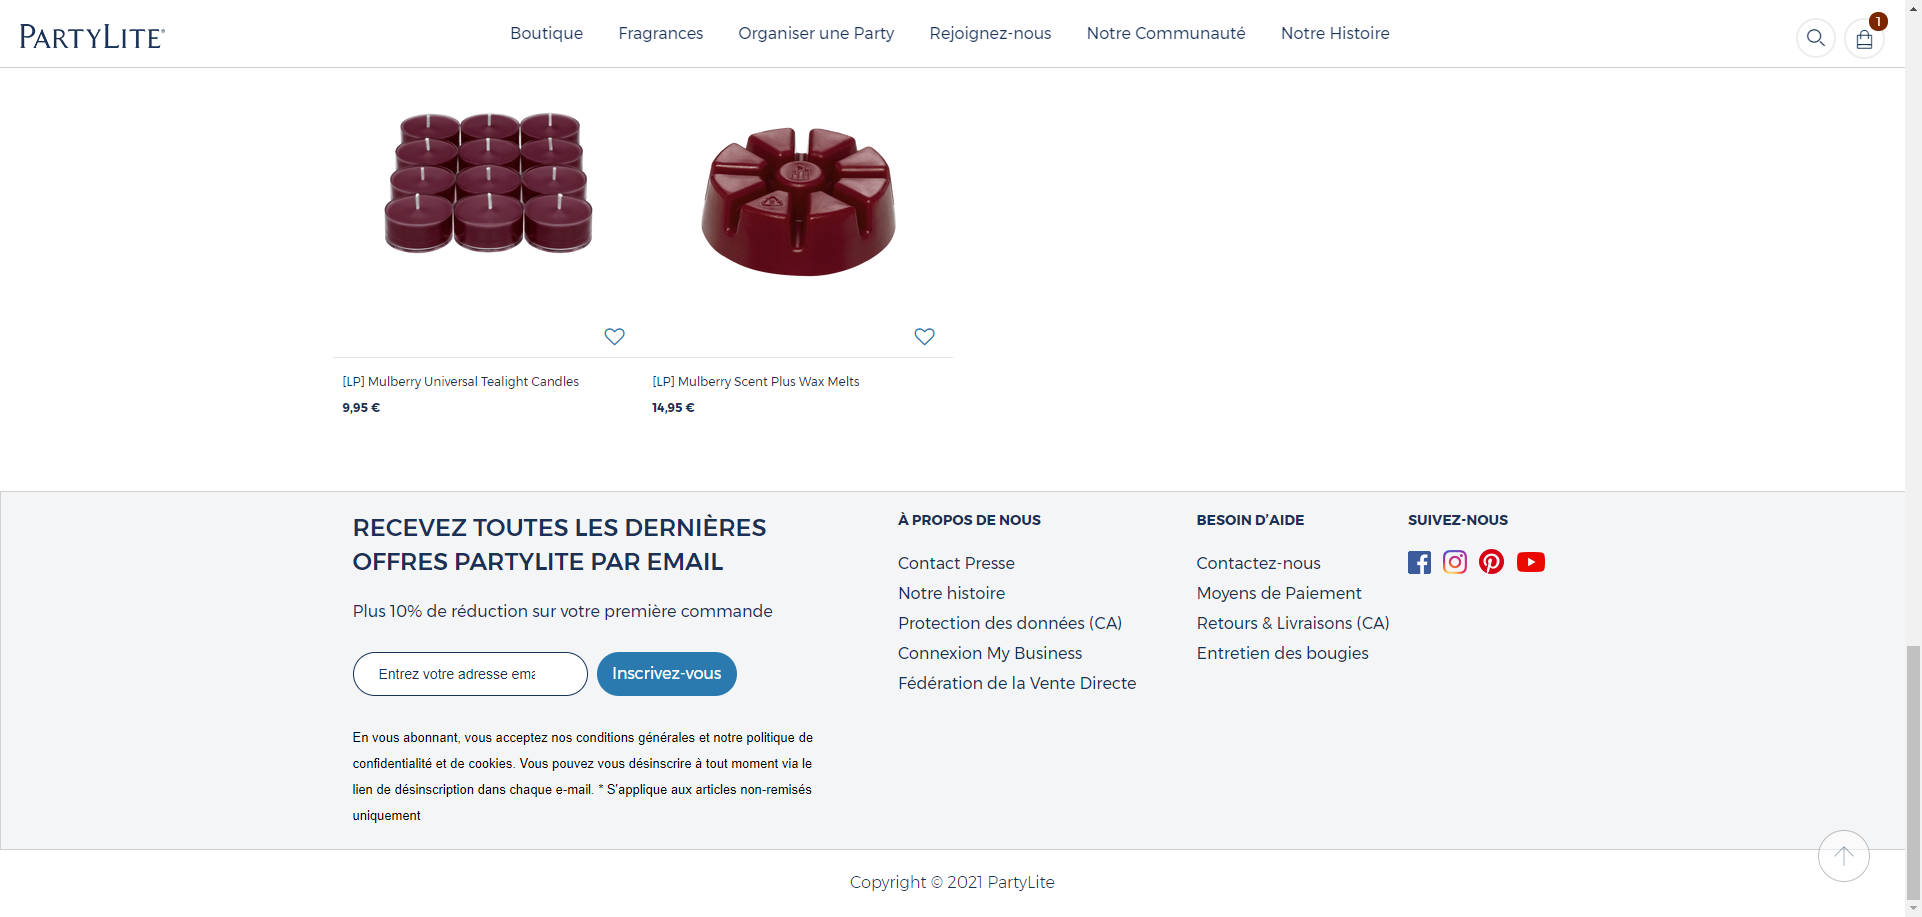 PARTYLITE®
Boutique
Fragrances
Organiser une Party
Rejoignez-nous
Notre Communauté
Notre Histoire
1
[LP] Mulberry Universal Tealight Candles
9,95 €
[LP] Mulberry Scent Plus Wax Melts
14,95 €
RECEVEZ TOUTES LES DERNIÈRES
OFFRES PARTYLITE PAR EMAIL
Plus 10% de réduction sur votre première commande
Entrez votre adresse ema
Inscrivez-vous
En vous abonnant, vous acceptez nos conditions générales et notre politique de
confidentialité et de cookies. Vous pouvez vous désinscrire à tout moment via le
lien de désinscription dans chaque e-mail. * S'applique aux articles non-remisés
uniquement
À PROPOS DE NOUS
Contact Presse
Notre histoire
Protection des données (CA)
Connexion My Business
Fédération de la Vente Directe
BESOIN D’AIDE
Contactez-nous
Moyens de Paiement
Retours & Livraisons (CA)
Entretien des bougies
SUIVEZ-NOUS
Copyright © 2021 PartyLite